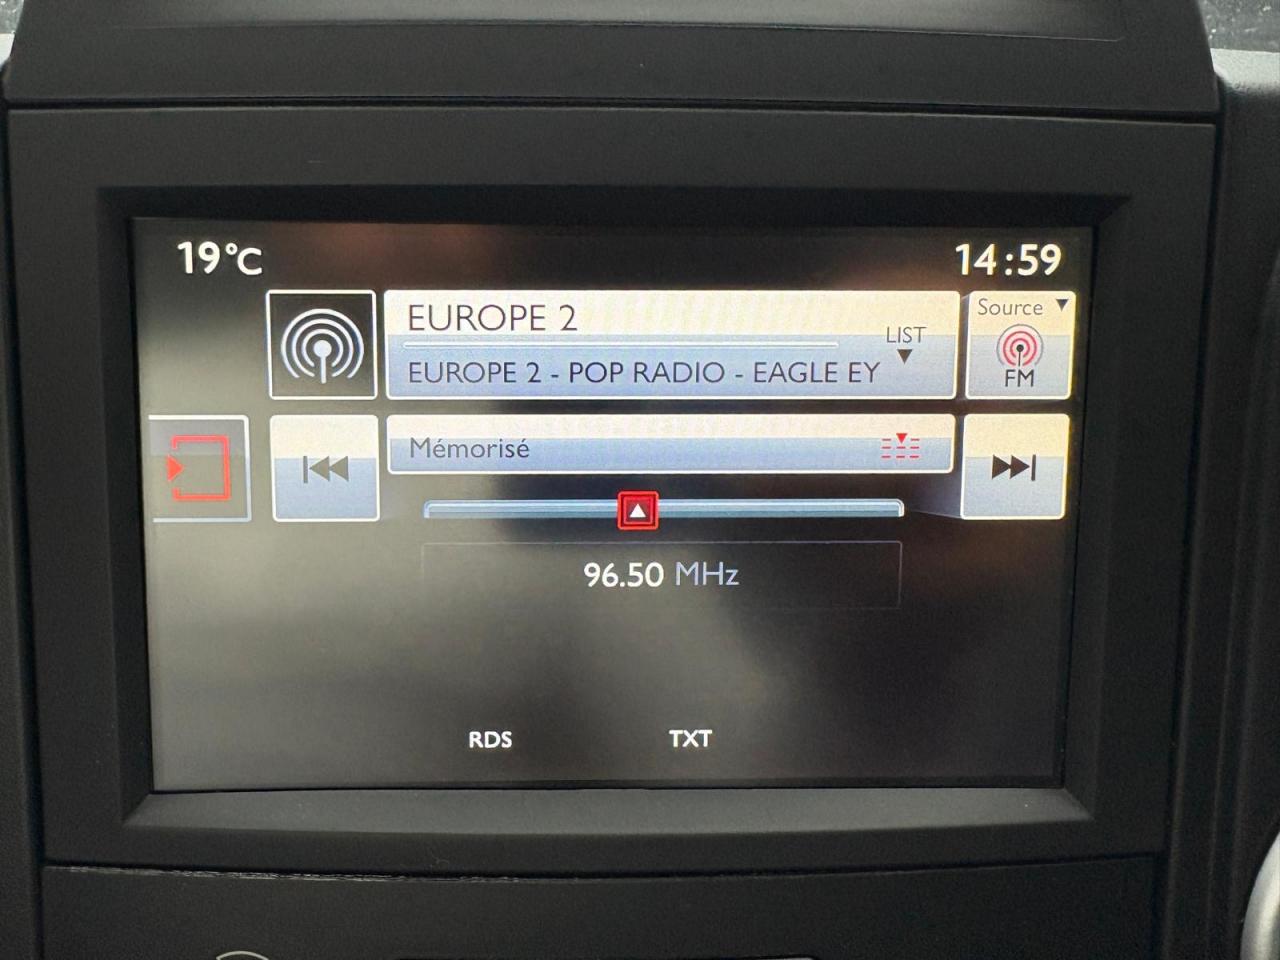 19°C
14:59
EUROPE 2
LIST
EUROPE 2 - POP RADIO - EAGLE EY
Source
FM
Mémorisé
96.50 MHz
RDS
TXT